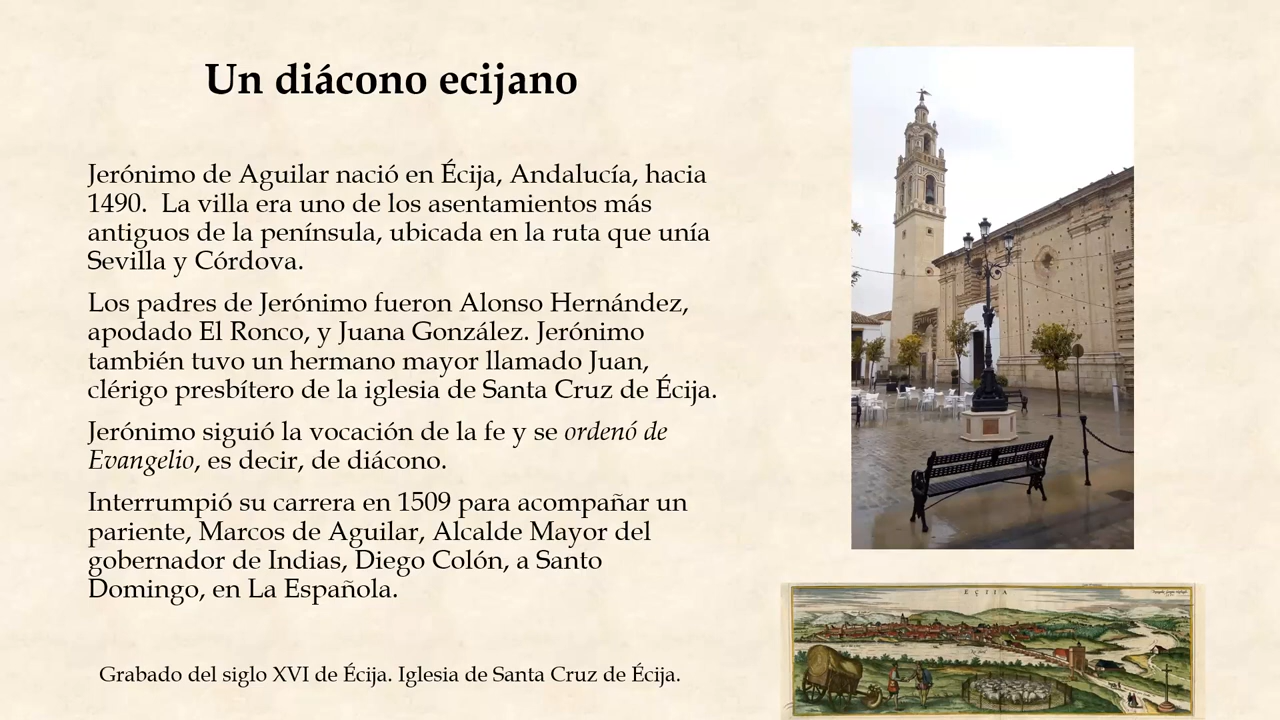 Un diácono ecijano
Jerónimo de Aguilar nació en Écija, Andalucía, hacia
1490.  La villa era uno de los asentamientos más
antiguos de la península, ubicada en la ruta que unía
Sevilla y Córdova.
Los padres de Jerónimo fueron Alonso Hernández,
apodado El Ronco, y Juana González. Jerónimo
también tuvo un hermano mayor llamado Juan,
clérigo presbítero de la iglesia de Santa Cruz de Écija.
Jerónimo siguió la vocación de la fe y se ordenó de
Evangelio, es decir, de diácono.
Interrumpió su carrera en 1509 para acompañar un
pariente, Marcos de Aguilar, Alcalde Mayor del
gobernador de Indias, Diego Colón, a Santo
Domingo, en La Española.
Grabado del siglo XVI de Écija. Iglesia de Santa Cruz de Écija.